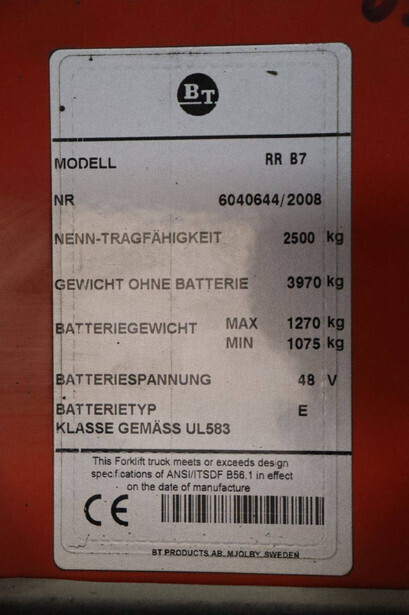 BT
MODELL RR B7
NR 6040644/2008
NENN-TRAGFÄHIGKEIT 2500 kg
GEWICHT OHNE BATTERIE 3970 kg
BATTERIEGEWICHT MAX 1270 kg
MIN 1075 kg
BATTERIESPANNUNG 48 V
BATTERIETYP E
KLASSE GEMÄSS UL583
This Forklift truck meets or exceeds design
specifications of ANSI/ITSDF B56.1 in effect
on the date of manufacture
CE
BT PRODUCTS AB, MJOLBY, SWEDEN